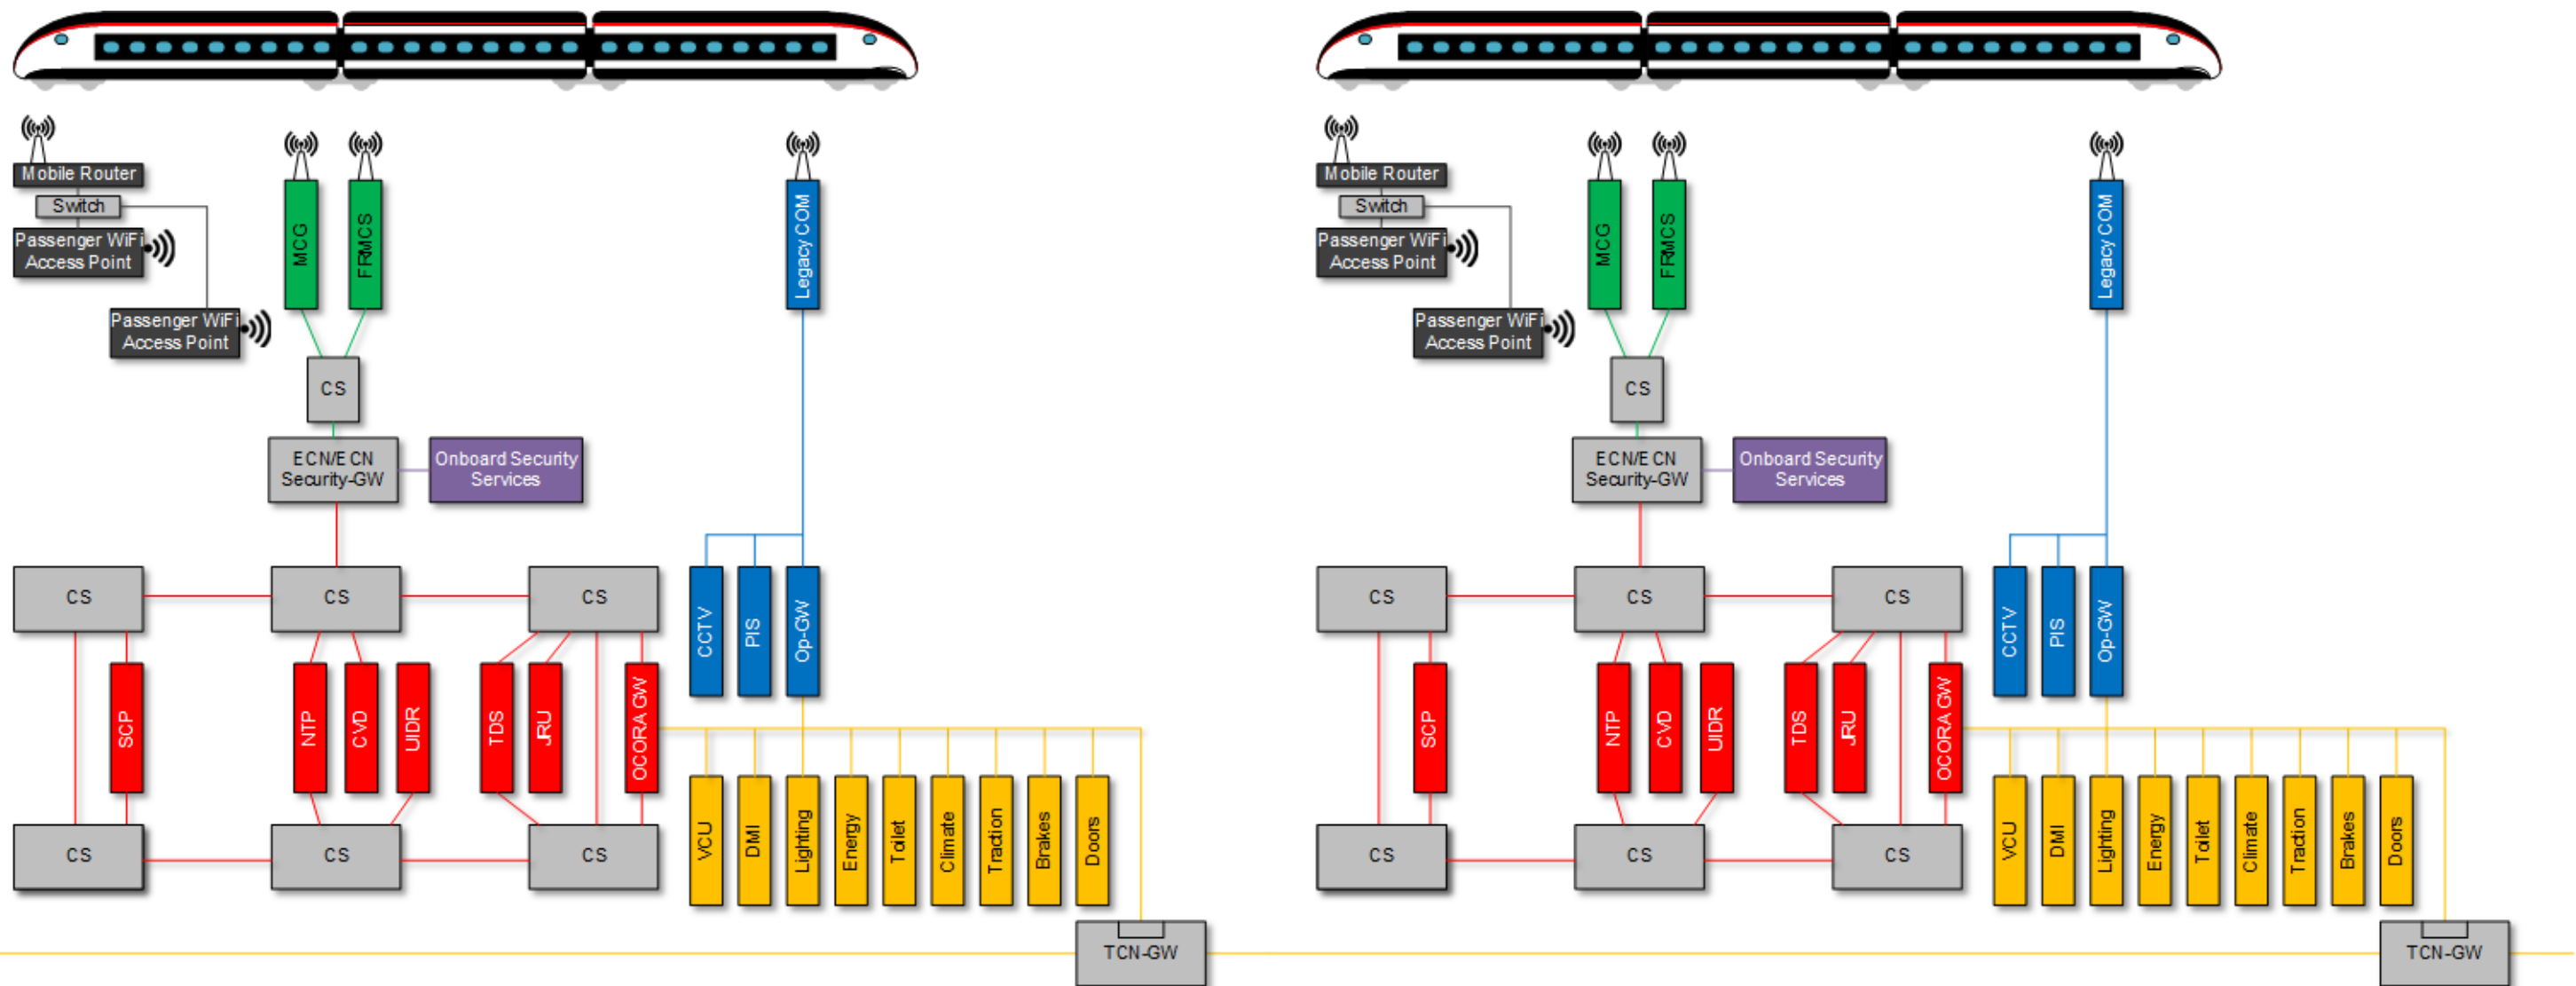 Mobile Router
Switch
Passenger WiFi
Access Point
Passenger WiFi
Access Point
MCG
FRMCS
Legacy COM
CS
ECN/ECN
Security-GW
Onboard Security
Services
CS
CS
CS
CCTV
PIS
Op-GW
SCP
NTP
CVD
UIDR
TDS
JRU
OCORA GW
CS
CS
CS
VCU
DMI
Lighting
Energy
Toilet
Climate
Traction
Brakes
Doors
TCN-GW
Mobile Router
Switch
Passenger WiFi
Access Point
Passenger WiFi
Access Point
MCG
FRMCS
Legacy COM
CS
ECN/ECN
Security-GW
Onboard Security
Services
CS
CS
CS
CCTV
PIS
Op-GW
SCP
NTP
CVD
UIDR
TDS
JRU
OCORA GW
CS
CS
CS
VCU
DMI
Lighting
Energy
Toilet
Climate
Traction
Brakes
Doors
TCN-GW